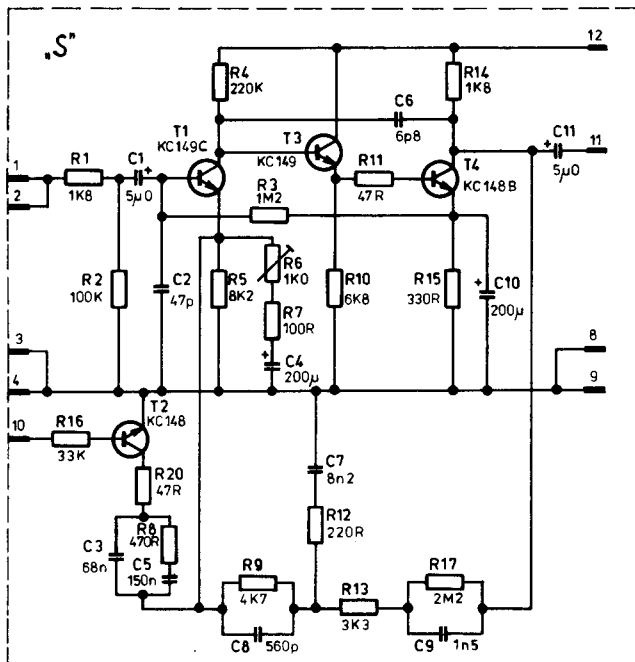 „S"
12
R4
220K
R14
1K8
C6
6p8
T1
KC149C
T3
KC149
C11
5µ0
11
1
2
R1
1K8
C1
+
5µ0
R11
47R
T4
KC148B
+
R3
1M2
R2
100K
C2
47p
R5
8K2
R6
1K0
R7
100R
+
C4
200µ
R10
6K8
R15
330R
+
C10
200µ
3
4
8
9
T2
KC148
10
R16
33K
R20
47R
C7
8n2
R12
220R
C3
68n
R8
470R
C5
150n
R9
4K7
C8
560p
R13
3K3
R17
2M2
C9
1n5